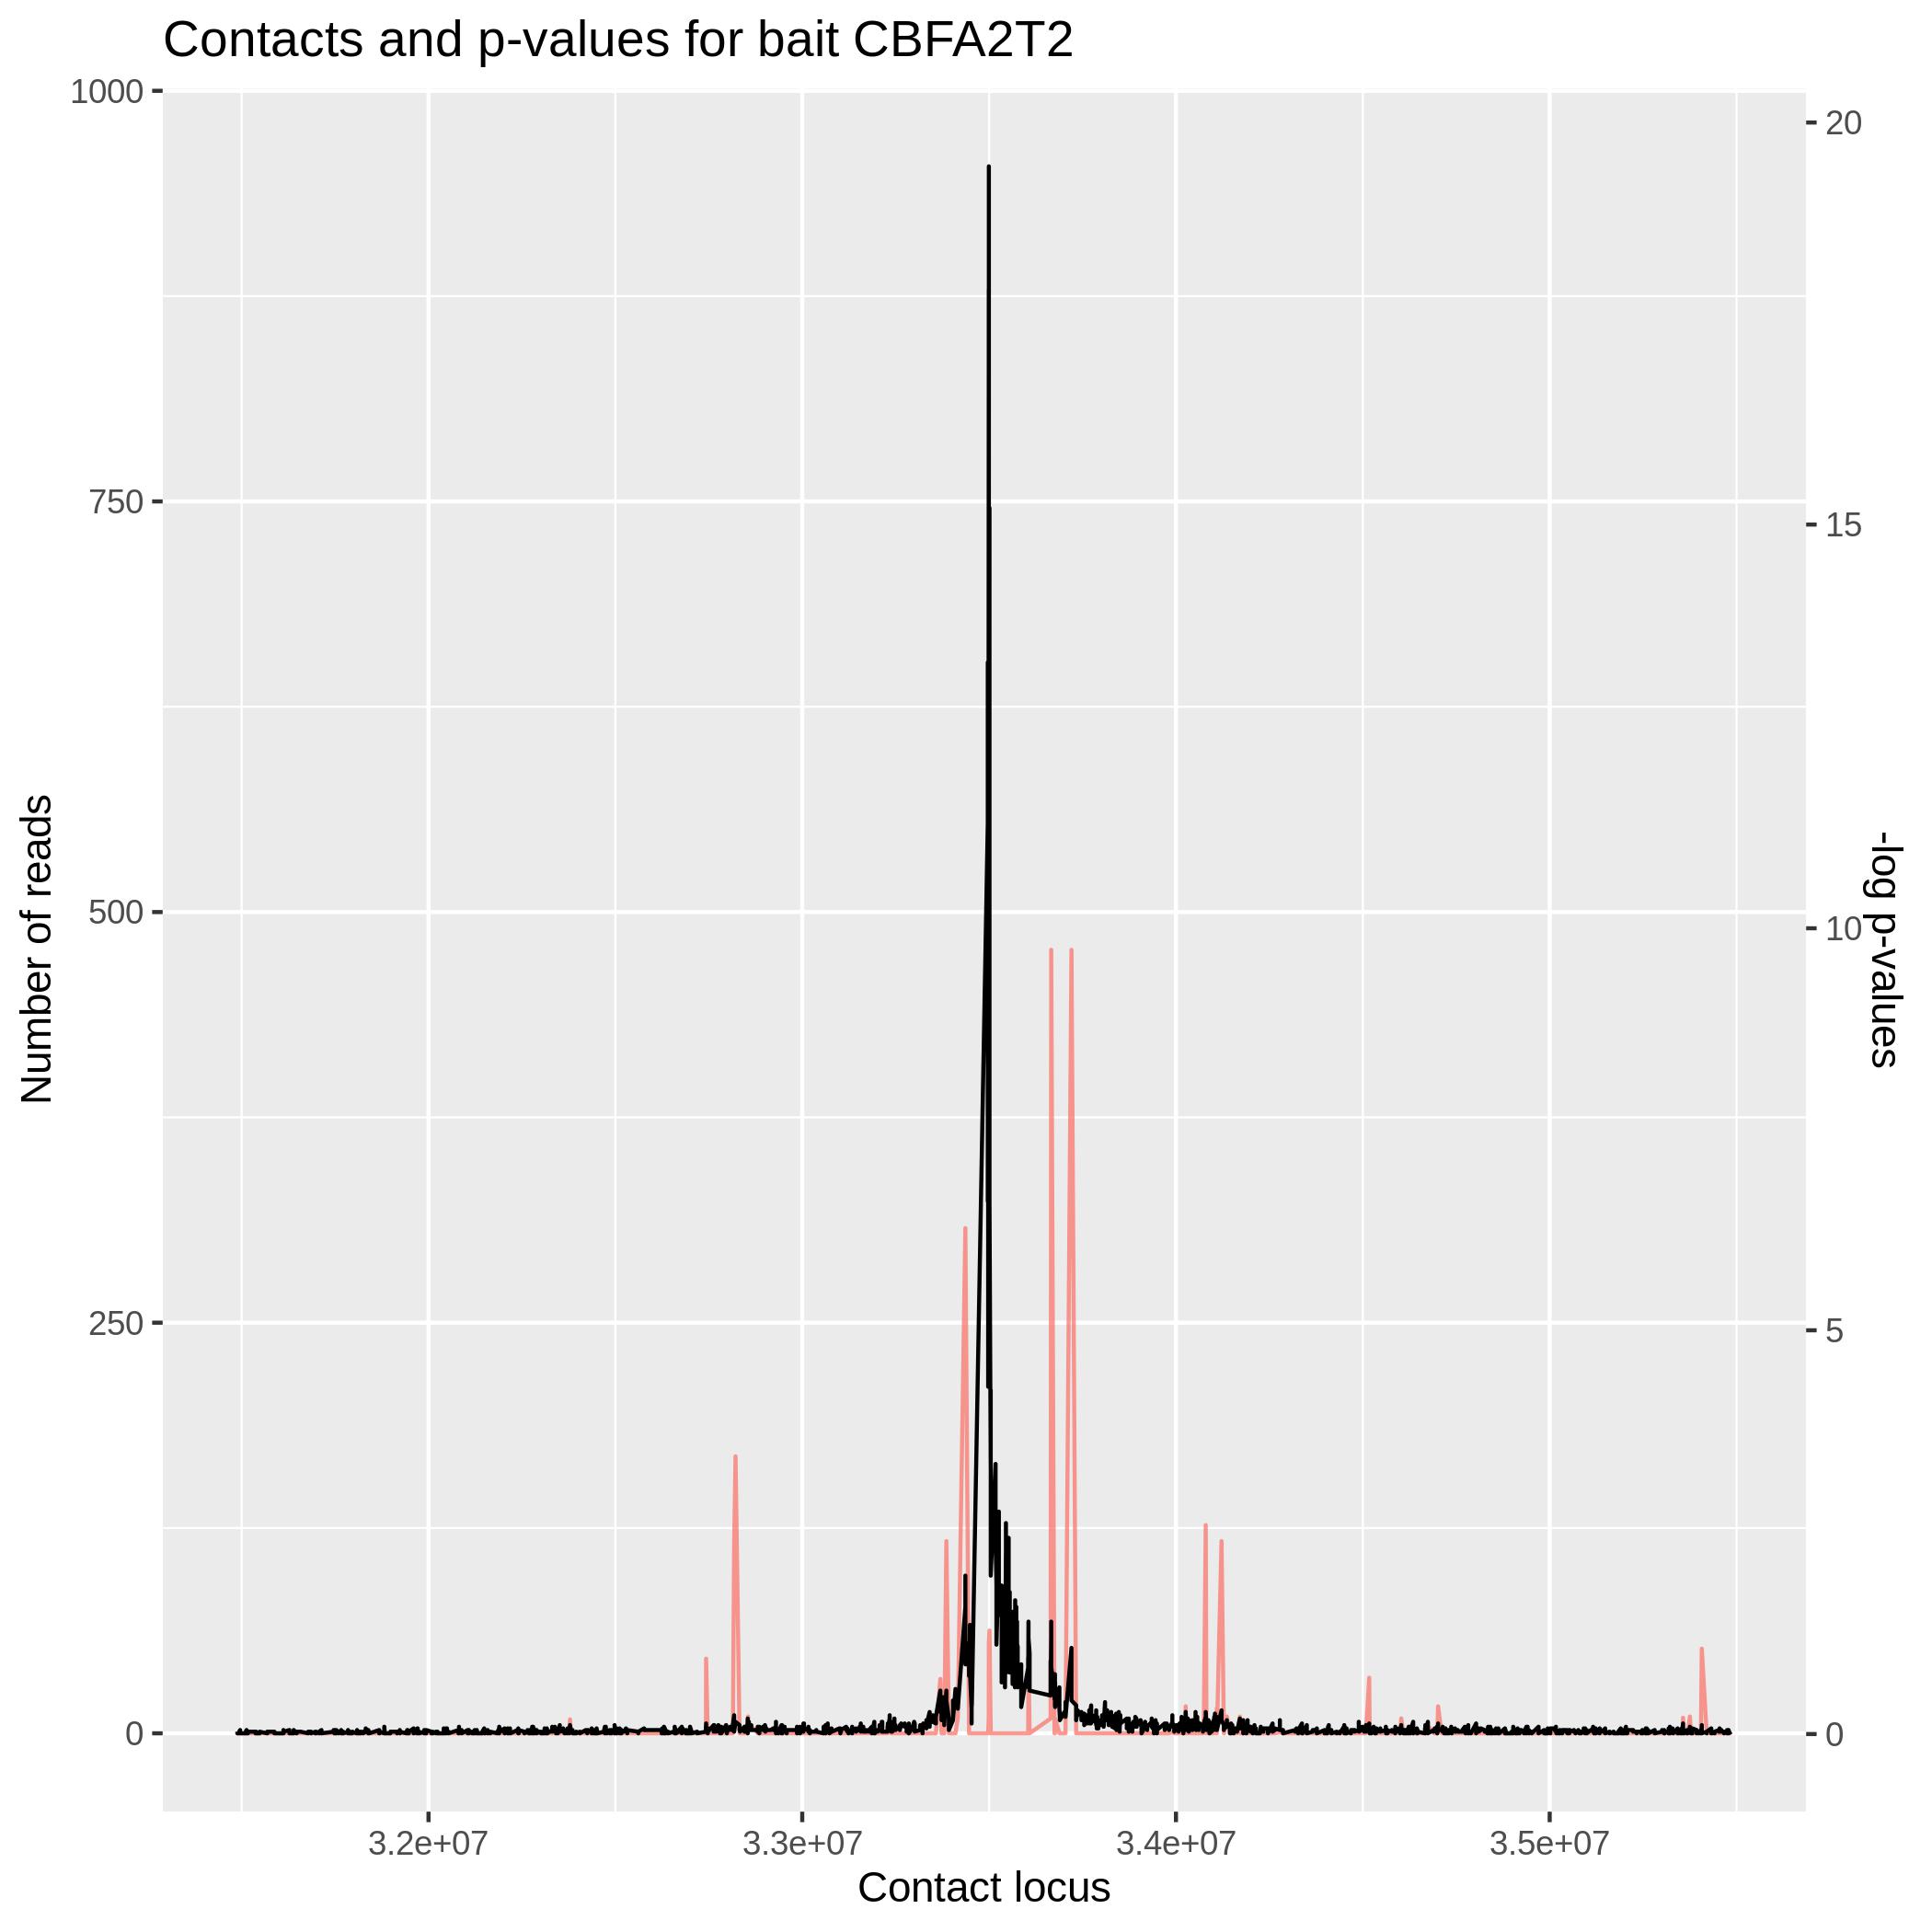 Contacts and p-values for bait CBFA2T2
1000
750
500
250
0
Number of reads
20
15
10
5
0
-log p-values
3.2e+07
3.3e+07
3.4e+07
3.5e+07
Contact locus